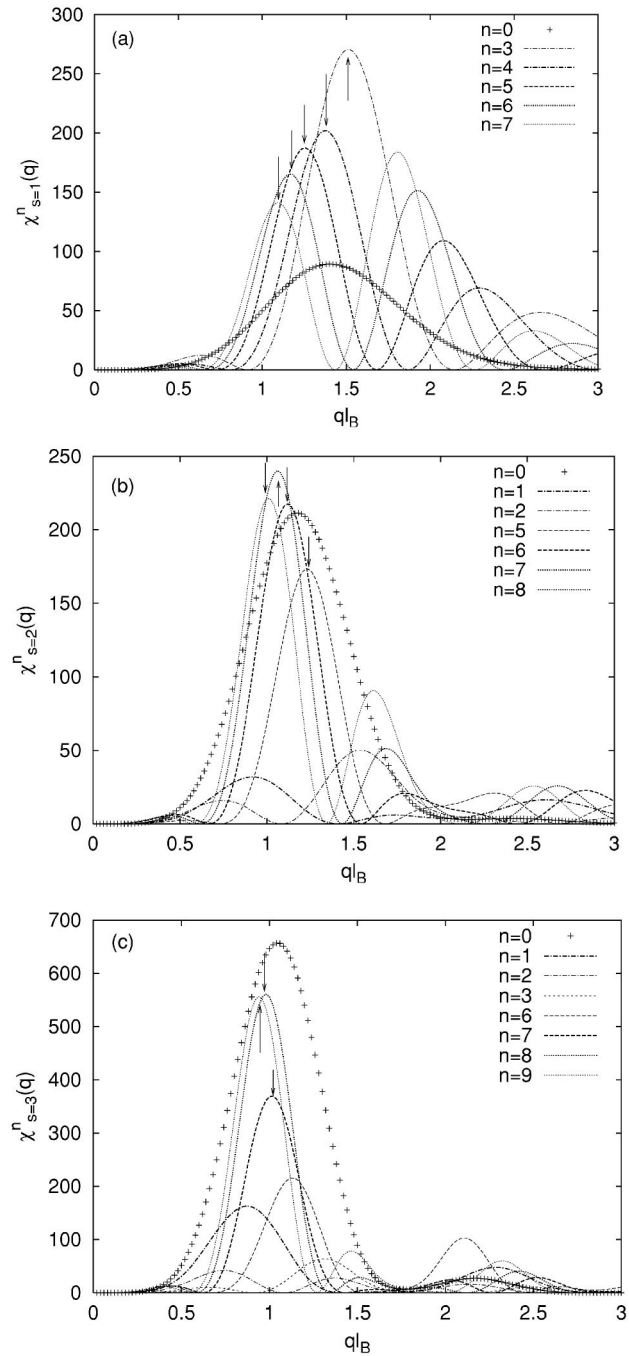 (a)
n=0
n=3
n=4
n=5
n=6
n=7
300
250
200
150
100
50
0
χⁿₛ₌₁(q)
0 0.5 1 1.5 2 2.5 3
qlB
(b)
n=0
n=1
n=2
n=5
n=6
n=7
n=8
250
200
150
100
50
0
χⁿₛ₌₂(q)
0 0.5 1 1.5 2 2.5 3
qlB
(c)
n=0
n=1
n=2
n=3
n=6
n=7
n=8
n=9
700
600
500
400
300
200
100
0
χⁿₛ₌₃(q)
0 0.5 1 1.5 2 2.5 3
qlB